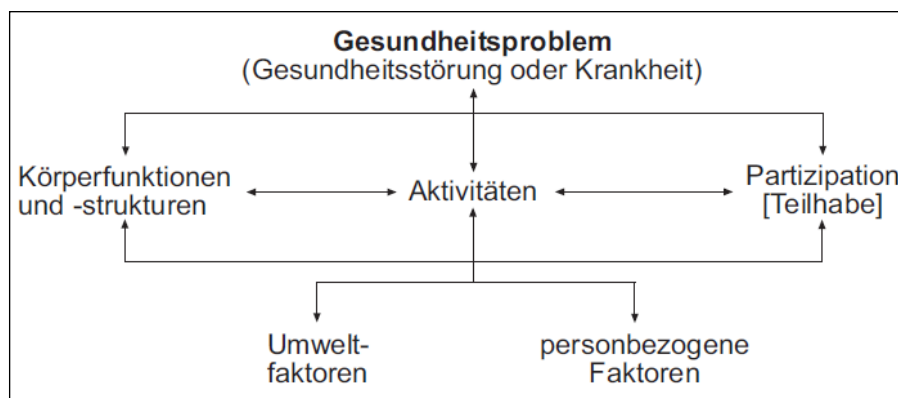 Gesundheitsproblem
(Gesundheitsstörung oder Krankheit)
Körperfunktionen
und -strukturen
Aktivitäten
Partizipation
[Teilhabe]
Umwelt-
faktoren
personbezogene
Faktoren